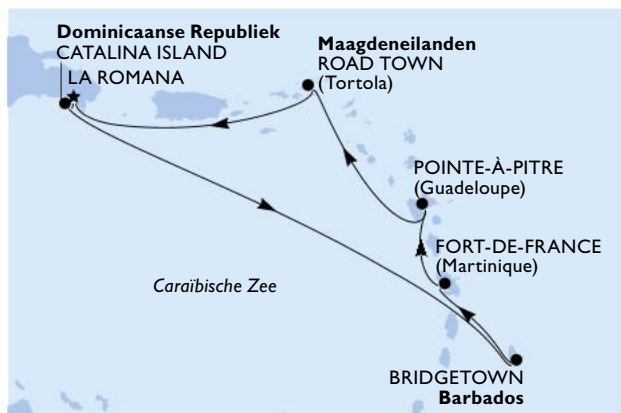 Dominicaanse Republiek
CATALINA ISLAND
LA ROMANA
Maagdeneilanden
ROAD TOWN
(Tortola)
POINTE-À-PITRE
(Guadeloupe)
FORT-DE-FRANCE
(Martinique)
Caraïbische Zee
BRIDGETOWN
Barbados